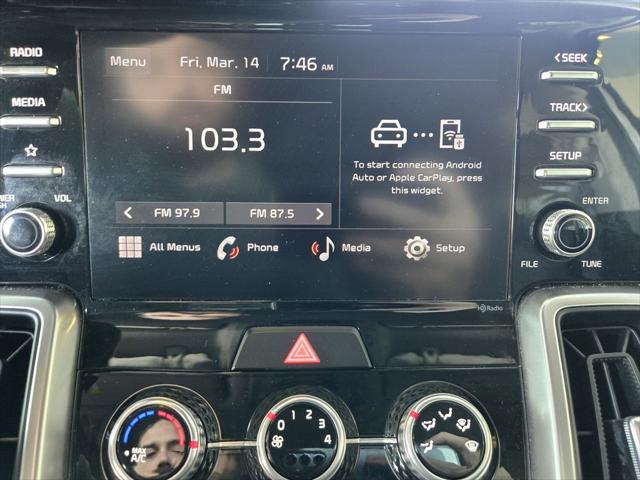 RADIO
MEDIA
VOL
Menu
Fri, Mar. 14
7:46 AM
FM
103.3
FM 97.9
FM 87.5
To start connecting Android
Auto or Apple CarPlay, press
this widget.
All Menus
Phone
Media
Setup
HD Radio
< SEEK
TRACK >
SETUP
ENTER
FILE
TUNE
MAX
A/C
0 1 2 3 4